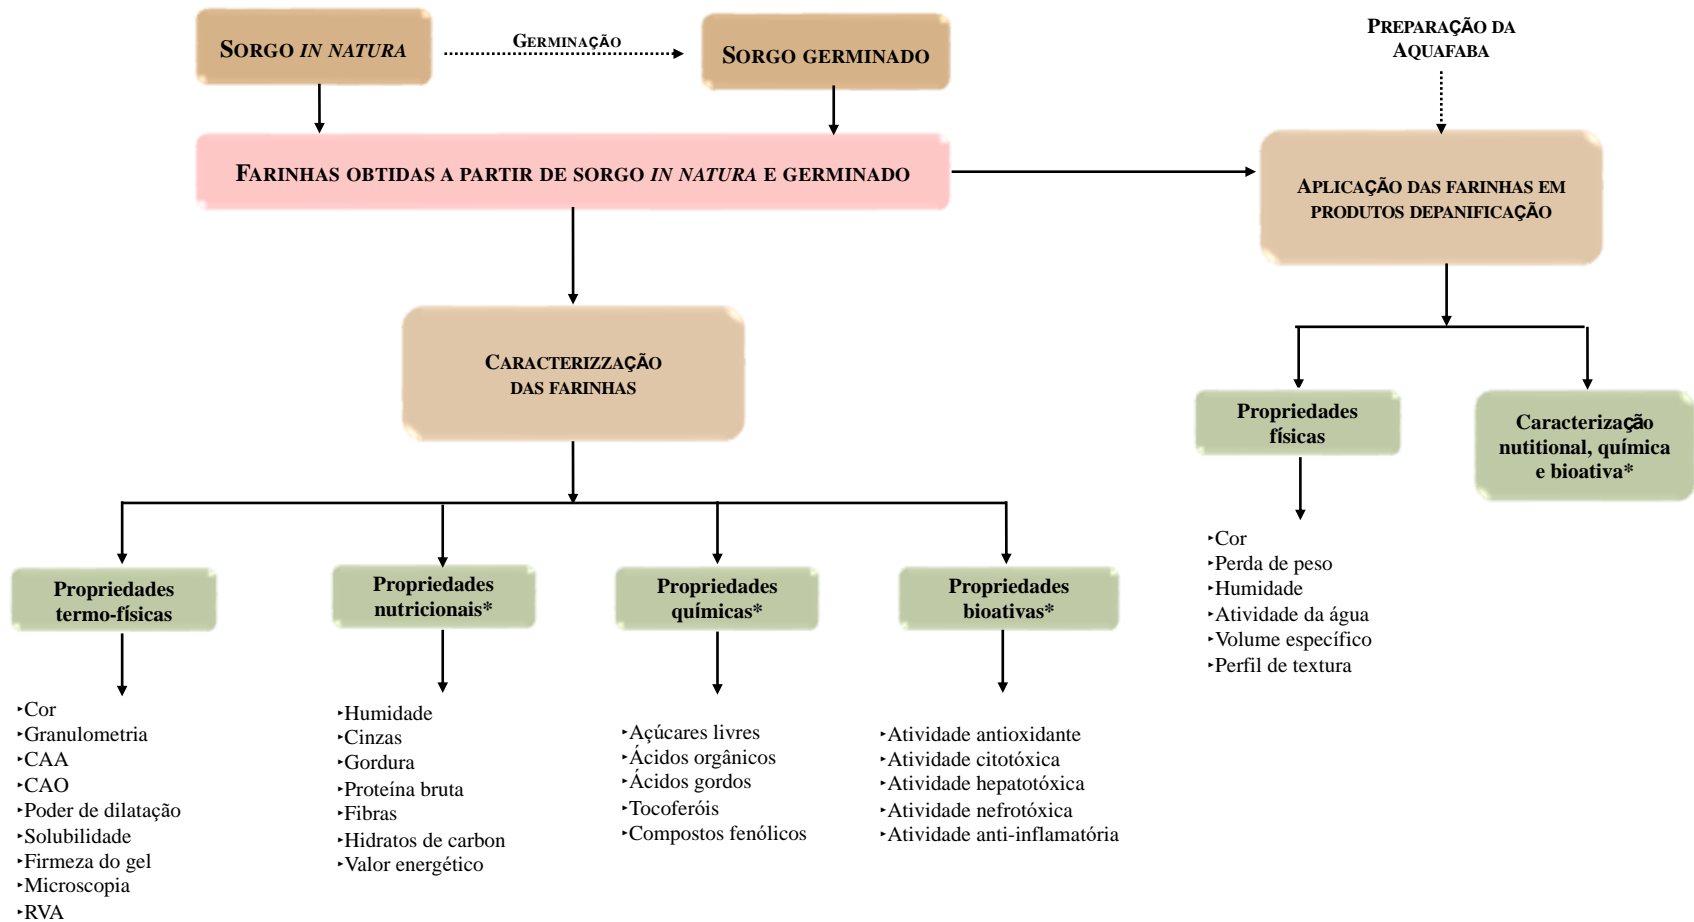 SORGO IN NATURA
GERMINAÇÃO
SORGO GERMINADO
PREPARAÇÃO DA
AQUAFABA
FARINHAS OBTIDAS A PARTIR DE SORGO IN NATURA E GERMINADO
APLICAÇÃO DAS FARINHAS EM
PRODUTOS DEPANIFICAÇÃO
CARACTERIZZAÇÃO
DAS FARINHAS
Propriedades
físicas
Caracterização
nutitional, química
e bioativa*
‣Cor
‣Perda de peso
‣Humidade
‣Atividade da água
‣Volume específico
‣Perfil de textura
Propriedades
termo-físicas
Propriedades
nutricionais*
Propriedades
químicas*
Propriedades
bioativas*
‣Cor
‣Granulometria
‣CAA
‣CAO
‣Poder de dilatação
‣Solubilidade
‣Firmeza do gel
‣Microscopia
‣RVA
‣Humidade
‣Cinzas
‣Gordura
‣Proteína bruta
‣Fibras
‣Hidratos de carbon
‣Valor energético
‣Açúcares livres
‣Ácidos orgânicos
‣Ácidos gordos
‣Tocoferóis
‣Compostos fenólicos
‣Atividade antioxidante
‣Atividade citotóxica
‣Atividade hepatotóxica
‣Atividade nefrotóxica
‣Atividade anti-inflamatória